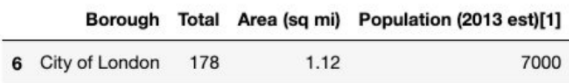 Borough Total Area (sq mi) Population (2013 est)[1]
6 City of London 178 1.12 7000